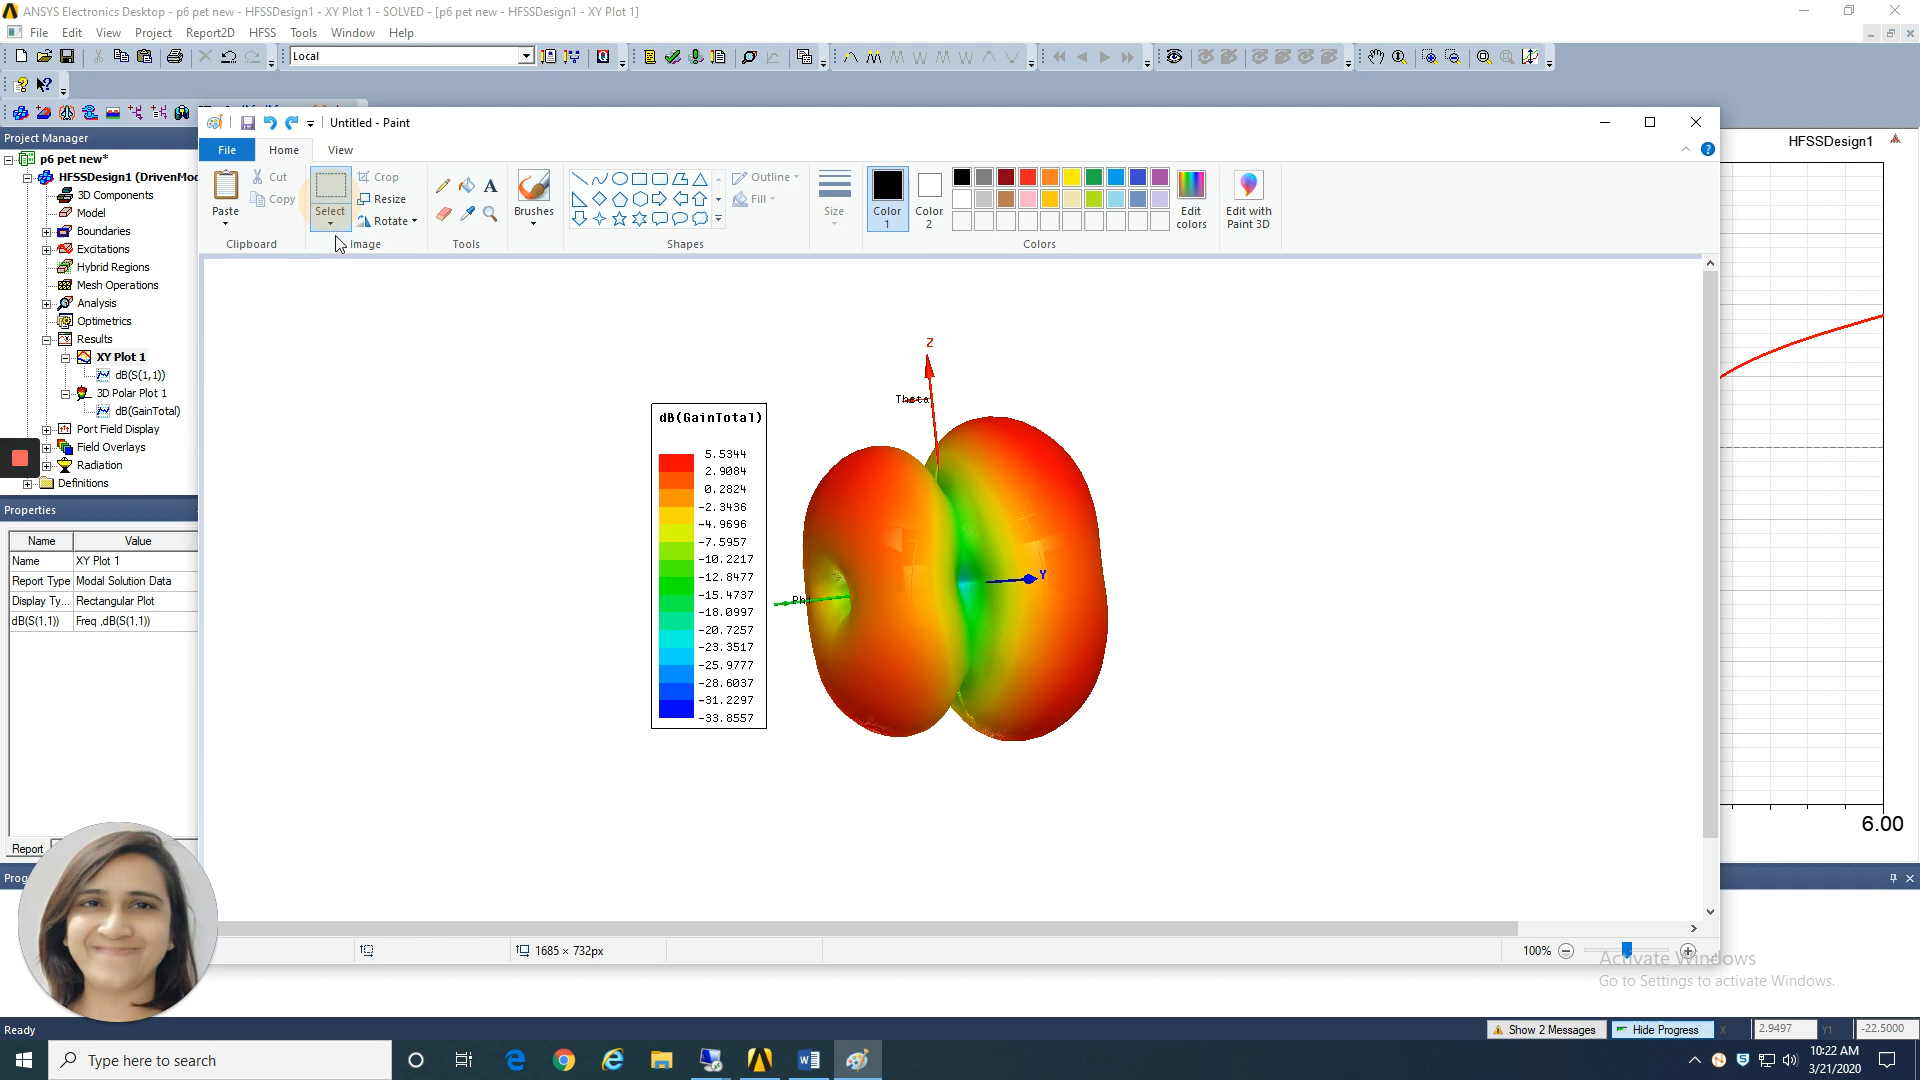 ANSYS Electronics Desktop - p6 pet new - HFSSDesign1 - XY Plot 1 - SOLVED - [p6 pet new - HFSSDesign1 - XY Plot 1]
File Edit View Project Report2D HFSS Tools Window Help
Local
Project Manager
p6 pet new*
HFSSDesign1 (DrivenMod
3D Components
Model
Boundaries
Excitations
Hybrid Regions
Mesh Operations
Analysis
Optimetrics
Results
XY Plot 1
dB(S(1,1))
3D Polar Plot 1
dB(GainTotal)
Port Field Display
Field Overlays
Radiation
Definitions
Properties
Name Value
Name XY Plot 1
Report Type Modal Solution Data
Display Ty... Rectangular Plot
dB(S(1,1)) Freq ,dB(S(1,1))
Report
Untitled - Paint
File Home View
Paste
Cut
Copy
Clipboard
Select
Crop
Resize
Rotate
Image
A
Tools
Brushes
Outline
Fill
Shapes
Size
Color 1
Color 2
Edit colors
Colors
Edit with Paint 3D
dB(GainTotal)
5.5344
2.9084
0.2824
-2.3436
-4.9696
-7.5957
-10.2217
-12.8477
-15.4737
-18.0997
-20.7257
-23.3517
-25.9777
-28.6037
-31.2297
-33.8557
Z
Theta
Phi
Y
1685 × 732px
100%
HFSSDesign1
6.00
Activate Windows
Go to Settings to activate Windows.
Ready
Show 2 Messages
Hide Progress
X 2.9497 Y1 -22.5000
Type here to search
10:22 AM
3/21/2020